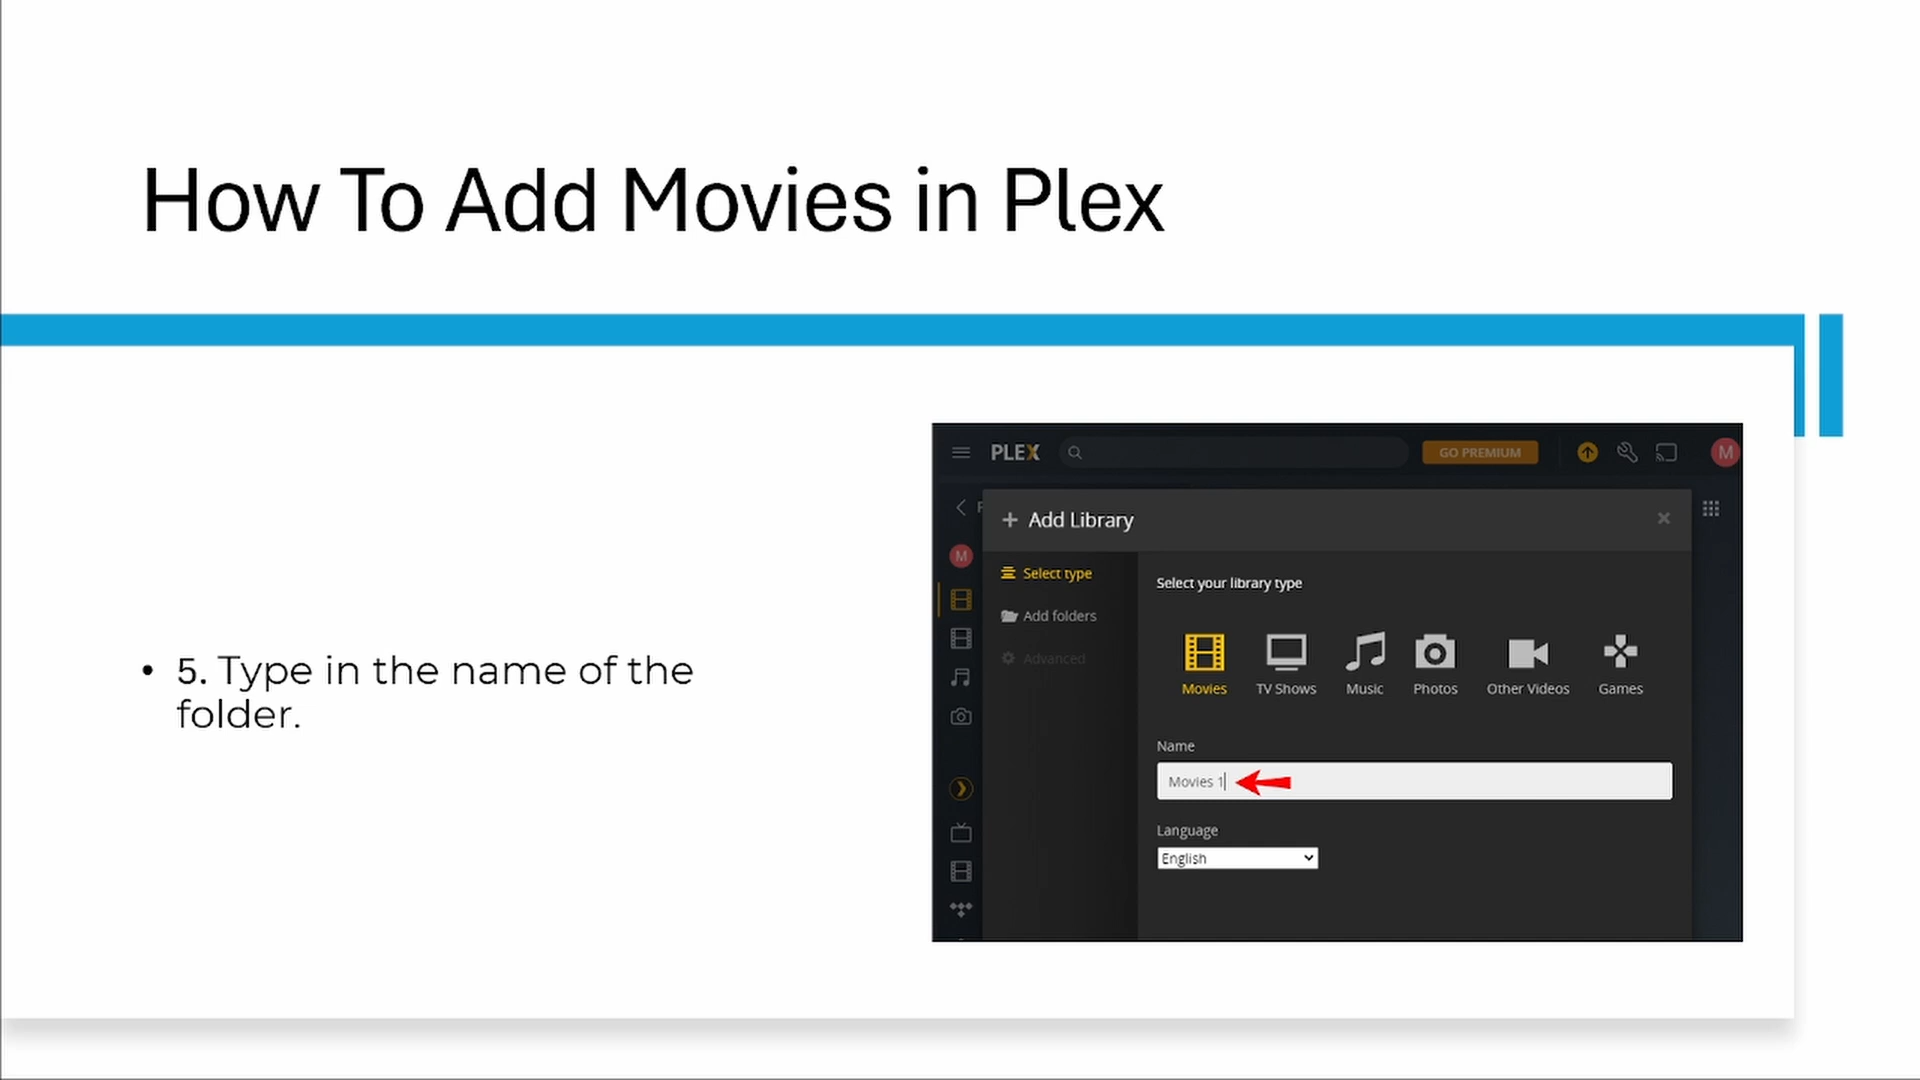 How To Add Movies in Plex
• 5. Type in the name of the
folder.
PLEX
GO PREMIUM
M
+ Add Library
×
M
Select type
Add folders
Advanced
Select your library type
Movies
TV Shows
Music
Photos
Other Videos
Games
Name
Movies 1
Language
English